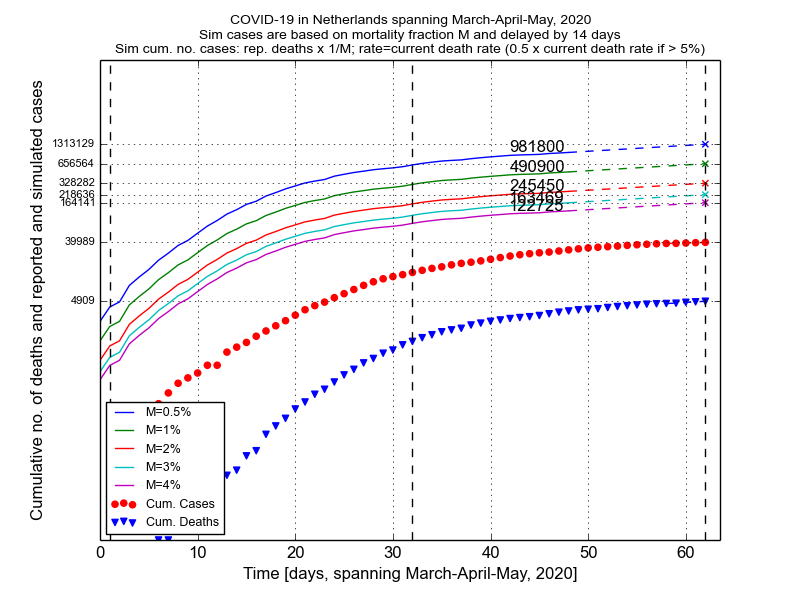 COVID-19 in Netherlands spanning March-April-May, 2020
Sim cases are based on mortality fraction M and delayed by 14 days
Sim cum. no. cases: rep. deaths x 1/M; rate=current death rate (0.5 x current death rate if > 5%)
Cumulative no. of deaths and reported and simulated cases
1313129
656564
328282
218636
164141
39989
4909
981800
490900
245450
163469
122725
M=0.5%
M=1%
M=2%
M=3%
M=4%
Cum. Cases
Cum. Deaths
0 10 20 30 40 50 60
Time [days, spanning March-April-May, 2020]